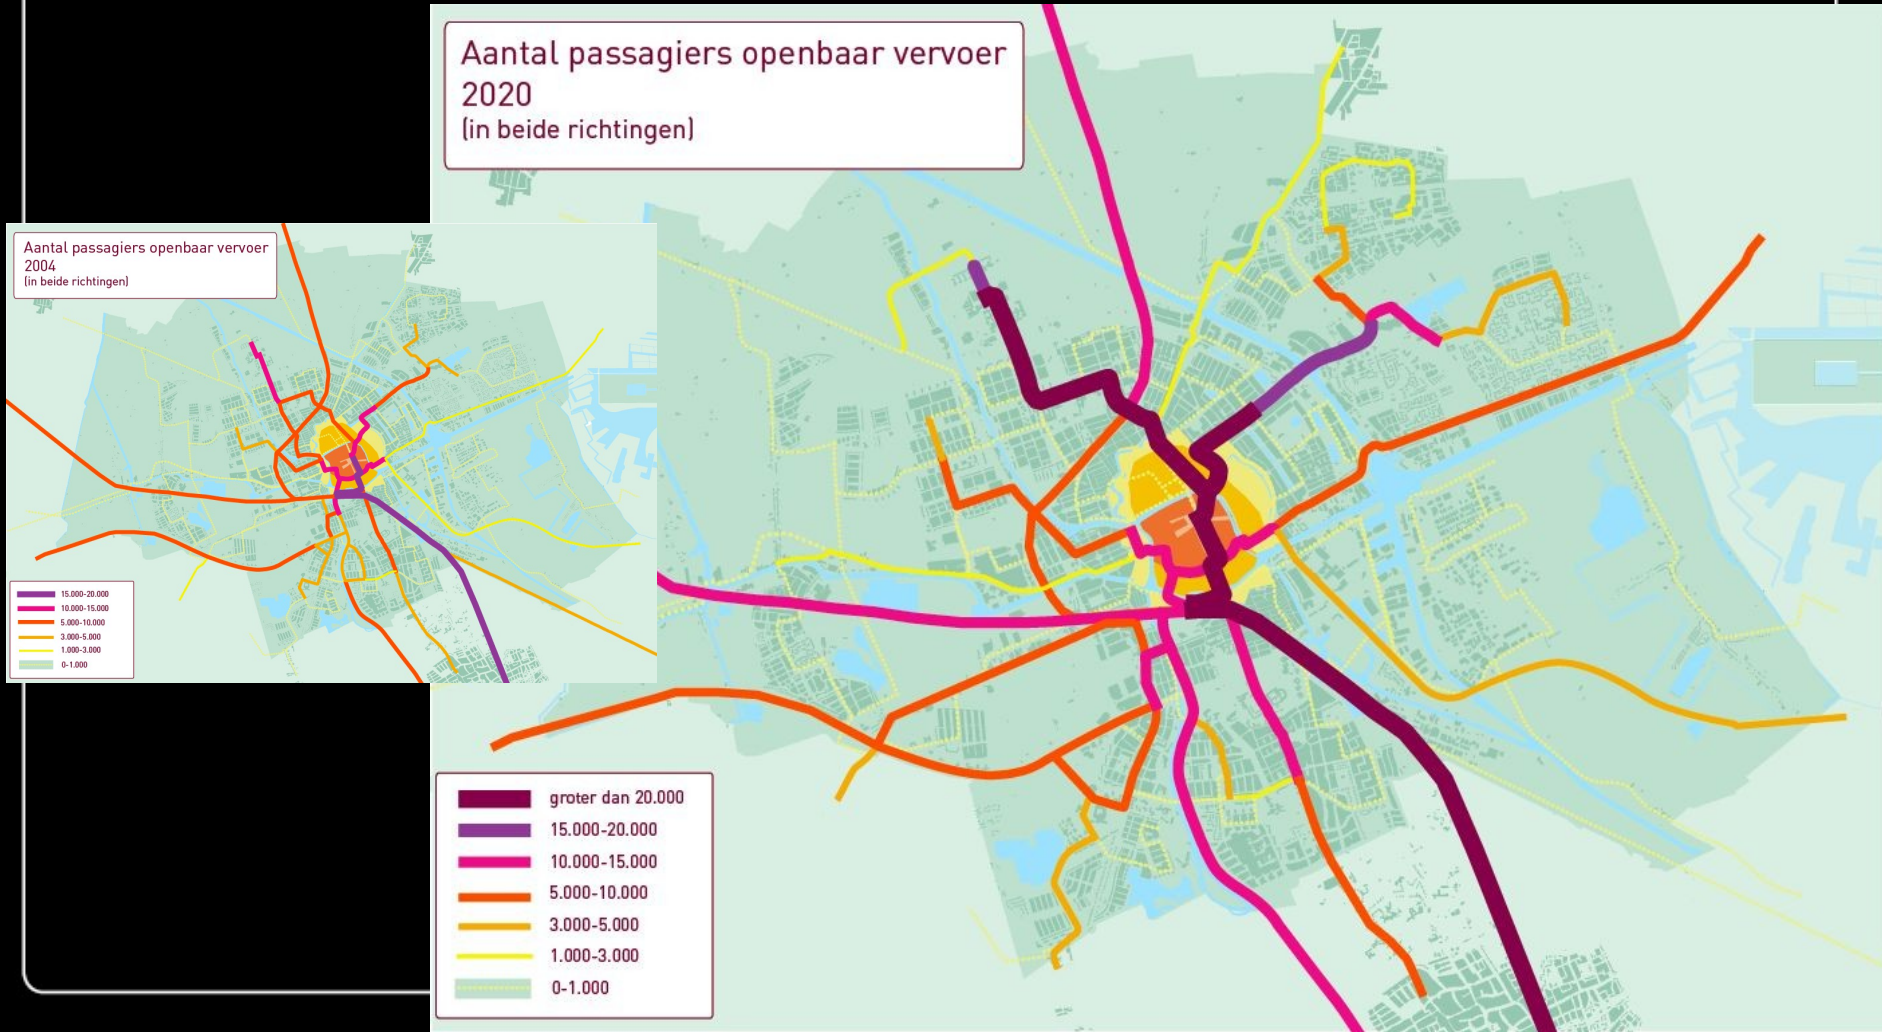 Aantal passagiers openbaar vervoer
2020
(in beide richtingen)
Aantal passagiers openbaar vervoer
2004
(in beide richtingen)
15.000-20.000
10.000-15.000
5.000-10.000
3.000-5.000
1.000-3.000
0-1.000
groter dan 20.000
15.000-20.000
10.000-15.000
5.000-10.000
3.000-5.000
1.000-3.000
0-1.000